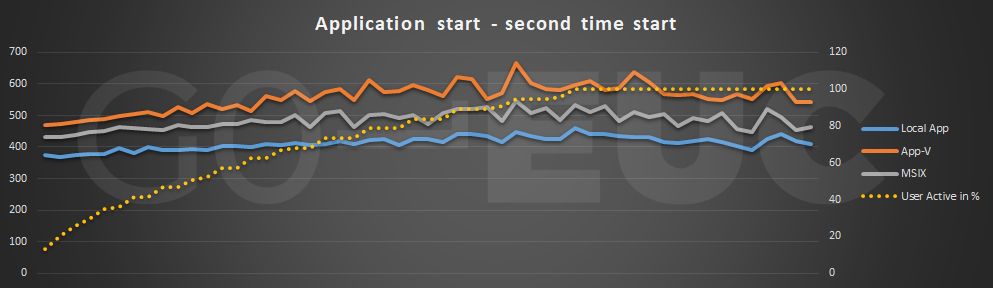 Application start - second time start
GO-EUC
700
600
500
400
300
200
100
0
120
100
80
60
40
20
0
Local App
App-V
MSIX
User Active in %